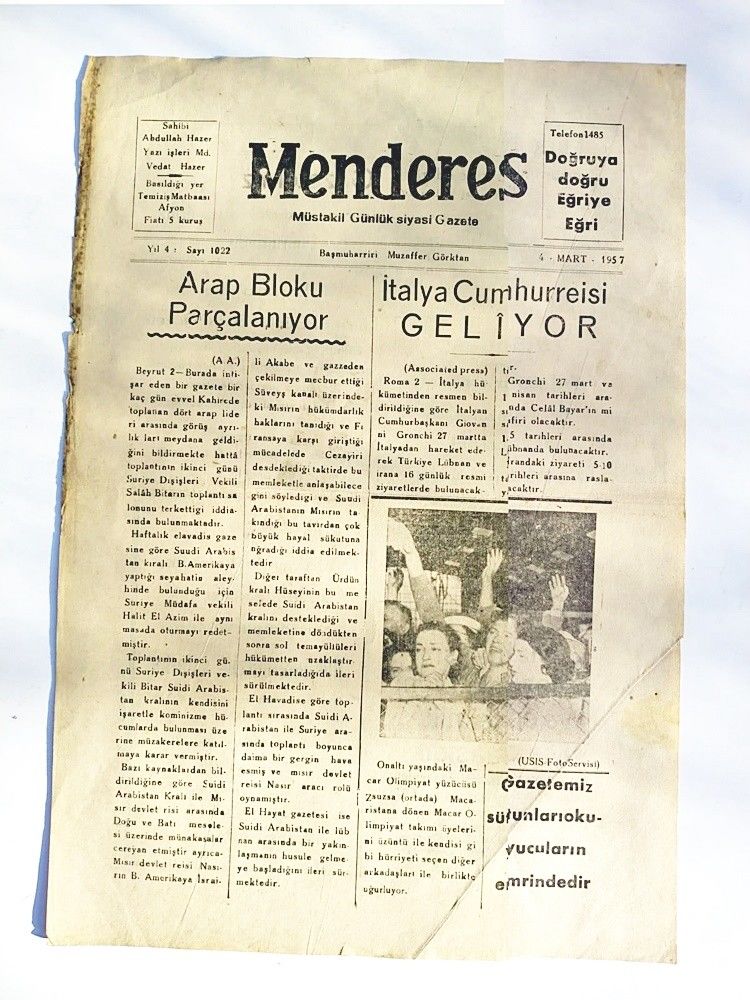 Sahibi
Abdullah Hazer
Yazı işleri Md.
Vedat Hazer
Basıldığı yer
Temiziş Matbaası
Afyon
Fiatı 5 kuruş
Menderes
Müstakil Günlük siyasi Gazete
Telefon 1485
Doğruya
doğru
Eğriye
Eğri
Yıl 4 : Sayı 1022
Başmuharriri Muzaffer Görktan
4 - MART - 1957
Arap Bloku
Parçalanıyor
(A.A.)
Beyrut 2 — Burada inti-
şar eden bir gazete bir
kaç gün evvel Kahirede
toplanan dört arap lide
ri arasında görüş ayrı-
lık ları meydana geldi-
ğini bildirmekte hattâ
toplantının ikinci günü
Suriye Dışişleri Vekili
Salâh Bitarın toplantı sa
lonunu terkettiği iddia-
sında bulunmaktadır.
Haftalık elavadis gaze
sine göre Suudi Arabis
tan kıralı B.Amerikaya
yaptığı seyahatin aley-
hinde bulunduğu için
Suriye Müdafa vekili
Halit El Azim ile aynı
masada oturmayı redet-
miştir.
Toplantının ikinci gü-
nü Suriye Dışişleri ve-
kili Bitar Suidi Arabis-
tan kralının kendisini
işaretle kominizme hü-
cumlarda bulunması üze
rine müzakerelere katıl-
maya karar vermiştir.
Bazı kaynaklardan bil-
dirildiğine göre Suidi
Arabistan Kralı ile Mı-
sır devlet risi arasında
Doğu ve Batı mesele-
si üzerinde münakaşalar
cereyan etmiştir ayrıca-
Mısır devlet reisi Nası-
rın B. Amerikaya İsrai-
li Akabe ve gazzeden
çekilmeye mecbur ettiği
Süveyş kanalı üzerinde-
ki Mısırın hükümdarlık
haklarını tanıdığı ve Fı
ransaya karşı giriştiği
mücadelede Cezayiri
desteklediği taktirde bu
memleketle anlaşabilece
gini söyledigi ve Suudi
Arabistanın Mısırın ta-
kındığı bu tavırdan çok
büyük hayal sükutuna
uğradığı iddia edilmek-
tedir
Diğer taraftan Ürdün
kralı Hüseyinin bu me
selede Suidi Arabistan
kralını desteklediği ve
memleketine döndükten
sonra sol temayülüleri
hükümetten uzaklaştır-
mayı tasarladığıda ileri
sürülmektedir.
El Havadise göre top-
lantı sırasında Suidi A-
rabistan ile Suriye ara-
sında toplantı boyunca
daima bir gergin hava
esmiş ve mısır devlet
reisi Nasır aracı rolü
oynamıştır.
El Hayat gazetesi ise
Suidi Arabistan ile lüb
nan arasında bir yakın-
laşmanın husule gelme-
ye başladığını ileri sür-
mektedir.
İtalya Cumhurreisi
GELİYOR
(Associated press)
Roma 2 — İtalya hü-
kümetinden resmen bil-
dirildiğine göre İtalyan
Cumhurbaşkanı Giovan-
ni Gronchi 27 martta
İtalyadan hareket ede-
rek Türkiye Lübnan ve
irana 16 günlük resmi
ziyaretlerde bulunacak-
tır.
Gronchi 27 mart va
1 nisan tarihleri ara-
sında Celâl Bayar'ın mi
safiri olacaktır.
1.5 tarihleri arasında
Lübnanda bulunacaktır.
İrandaki ziyareti 5-10
tarihleri arasına rasla-
yacaktır.
(USIS-FotoServisi)
Onaltı yaşındaki Ma-
car Olimpiyat yüzücüsü
Zsuzsa (ortada) Maca-
ristana dönen Macar O-
limpiyat takımı üyeleri-
ni üzüntü ile kendisi gi
bi hürriyeti seçen diğer
arkadaşları ile birlikte
uğurluyor.
Gazetemiz
sütunlarıoku-
yucuların
emrindedir